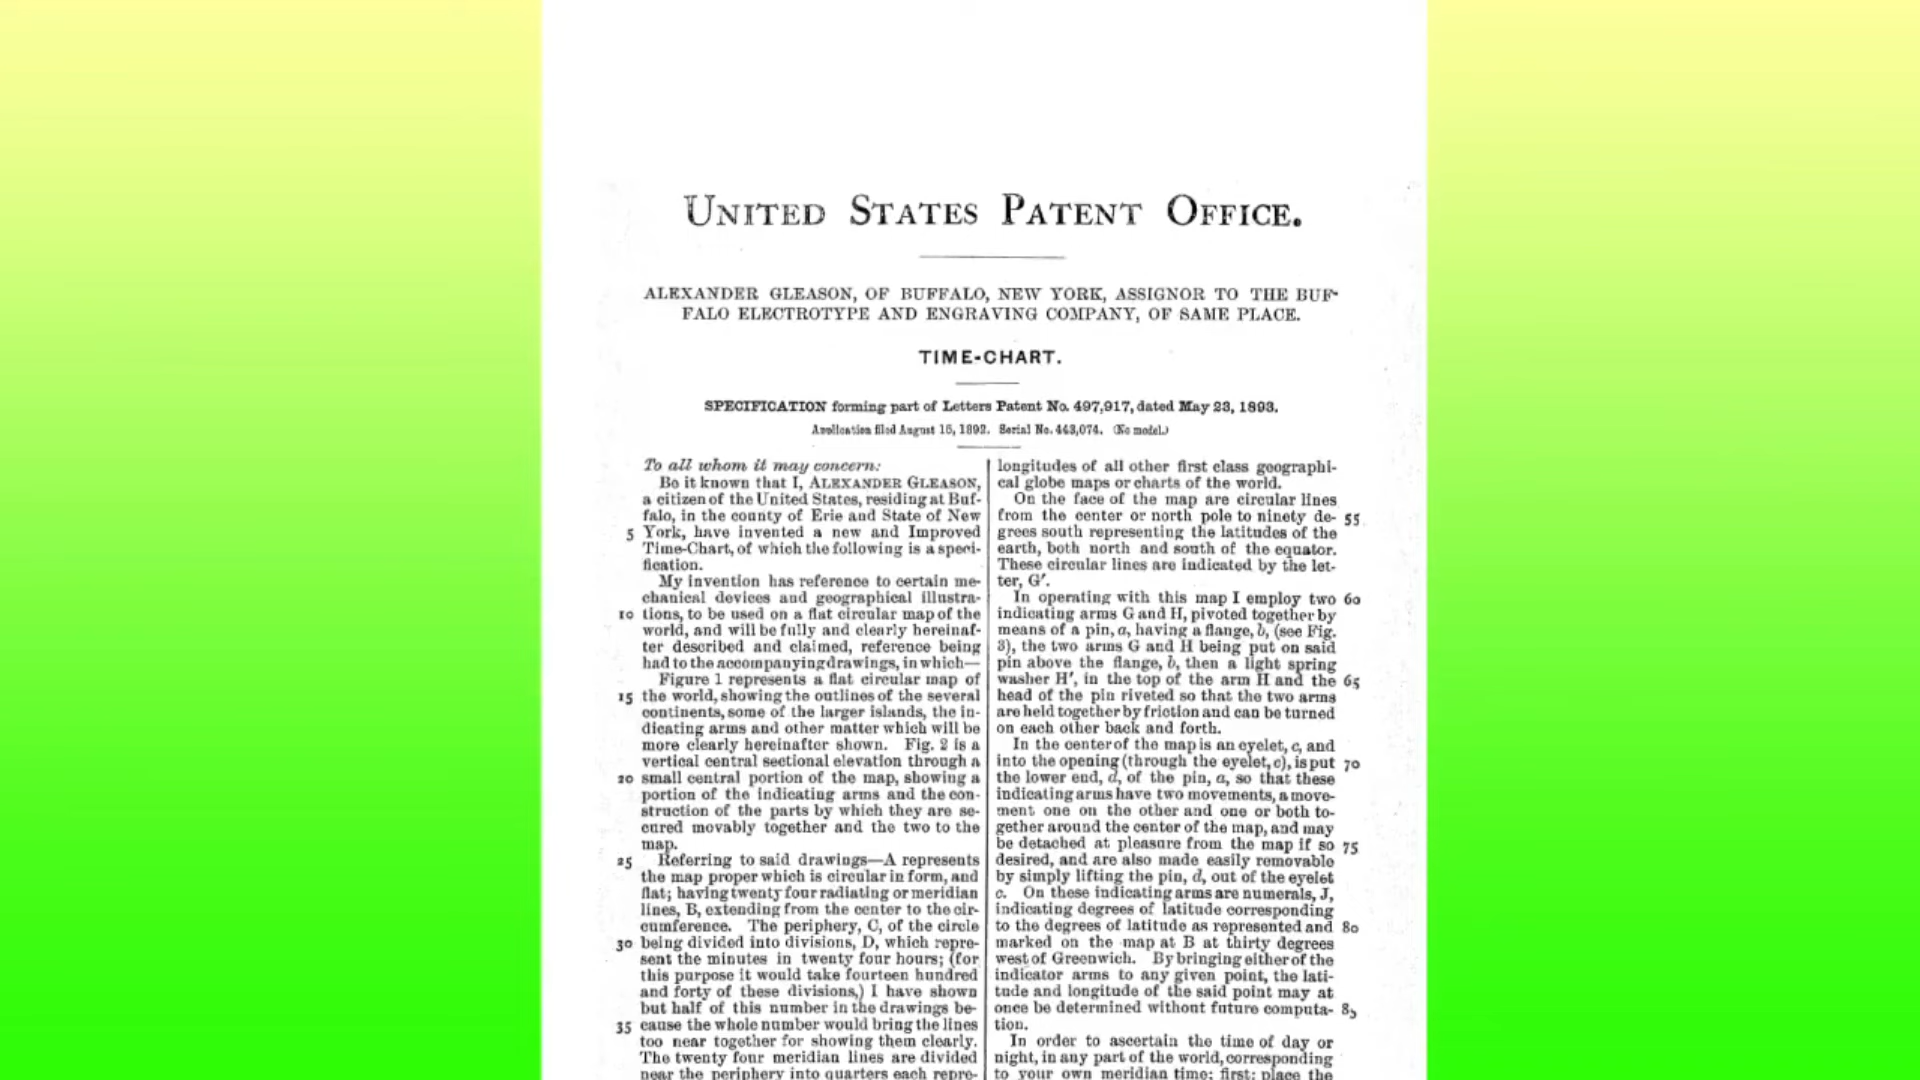 UNITED STATES PATENT OFFICE.
ALEXANDER GLEASON, OF BUFFALO, NEW YORK, ASSIGNOR TO THE BUF-
FALO ELECTROTYPE AND ENGRAVING COMPANY, OF SAME PLACE.
TIME-CHART.
SPECIFICATION forming part of Letters Patent No. 497,917, dated May 23, 1893.
Application filed August 15, 1892. Serial No. 443,074. (No model.)
To all whom it may concern:
Be it known that I, ALEXANDER GLEASON,
a citizen of the United States, residing at Buf-
falo, in the county of Erie and State of New
5 York, have invented a new and Improved
Time-Chart, of which the following is a speci-
fication.
My invention has reference to certain me-
chanical devices and geographical illustra-
10 tions, to be used on a flat circular map of the
world, and will be fully and clearly hereinaf-
ter described and claimed, reference being
had to the accompanying drawings, in which—
Figure 1 represents a flat circular map of
15 the world, showing the outlines of the several
continents, some of the larger islands, the in-
dicating arms and other matter which will be
more clearly hereinafter shown. Fig. 2 is a
vertical central sectional elevation through a
20 small central portion of the map, showing a
portion of the indicating arms and the con-
struction of the parts by which they are se-
cured movably together and the two to the
map.
25 Referring to said drawings—A represents
the map proper which is circular in form, and
flat; having twenty four radiating or meridian
lines, B, extending from the center to the cir-
cumference. The periphery, C, of the circle
30 being divided into divisions, D, which repre-
sent the minutes in twenty four hours; (for
this purpose it would take fourteen hundred
and forty of these divisions,) I have shown
but half of this number in the drawings be-
35 cause the whole number would bring the lines
too near together for showing them clearly.
The twenty four meridian lines are divided
near the periphery into quarters each repre-
longitudes of all other first class geographi-
cal globe maps or charts of the world.
On the face of the map are circular lines
from the center or north pole to ninety de- 55
grees south representing the latitudes of the
earth, both north and south of the equator.
These circular lines are indicated by the let-
ter, G'.
In operating with this map I employ two 60
indicating arms G and H, pivoted together by
means of a pin, a, having a flange, b, (see Fig.
3), the two arms G and H being put on said
pin above the flange, b, then a light spring
washer H', in the top of the arm H and the 65
head of the pin riveted so that the two arms
are held together by friction and can be turned
on each other back and forth.
In the center of the map is an eyelet, c, and
into the opening (through the eyelet, c), is put 70
the lower end, d, of the pin, a, so that these
indicating arms have two movements, a move-
ment one on the other and one or both to-
gether around the center of the map, and may
be detached at pleasure from the map if so 75
desired, and are also made easily removable
by simply lifting the pin, d, out of the eyelet
c. On these indicating arms are numerals, J,
indicating degrees of latitude corresponding
to the degrees of latitude as represented and 80
marked on the map at B at thirty degrees
west of Greenwich. By bringing either of the
indicator arms to any given point, the lati-
tude and longitude of the said point may at
once be determined without future computa- 85
tion.
In order to ascertain the time of day or
night, in any part of the world, corresponding
to your own meridian time; first; place the